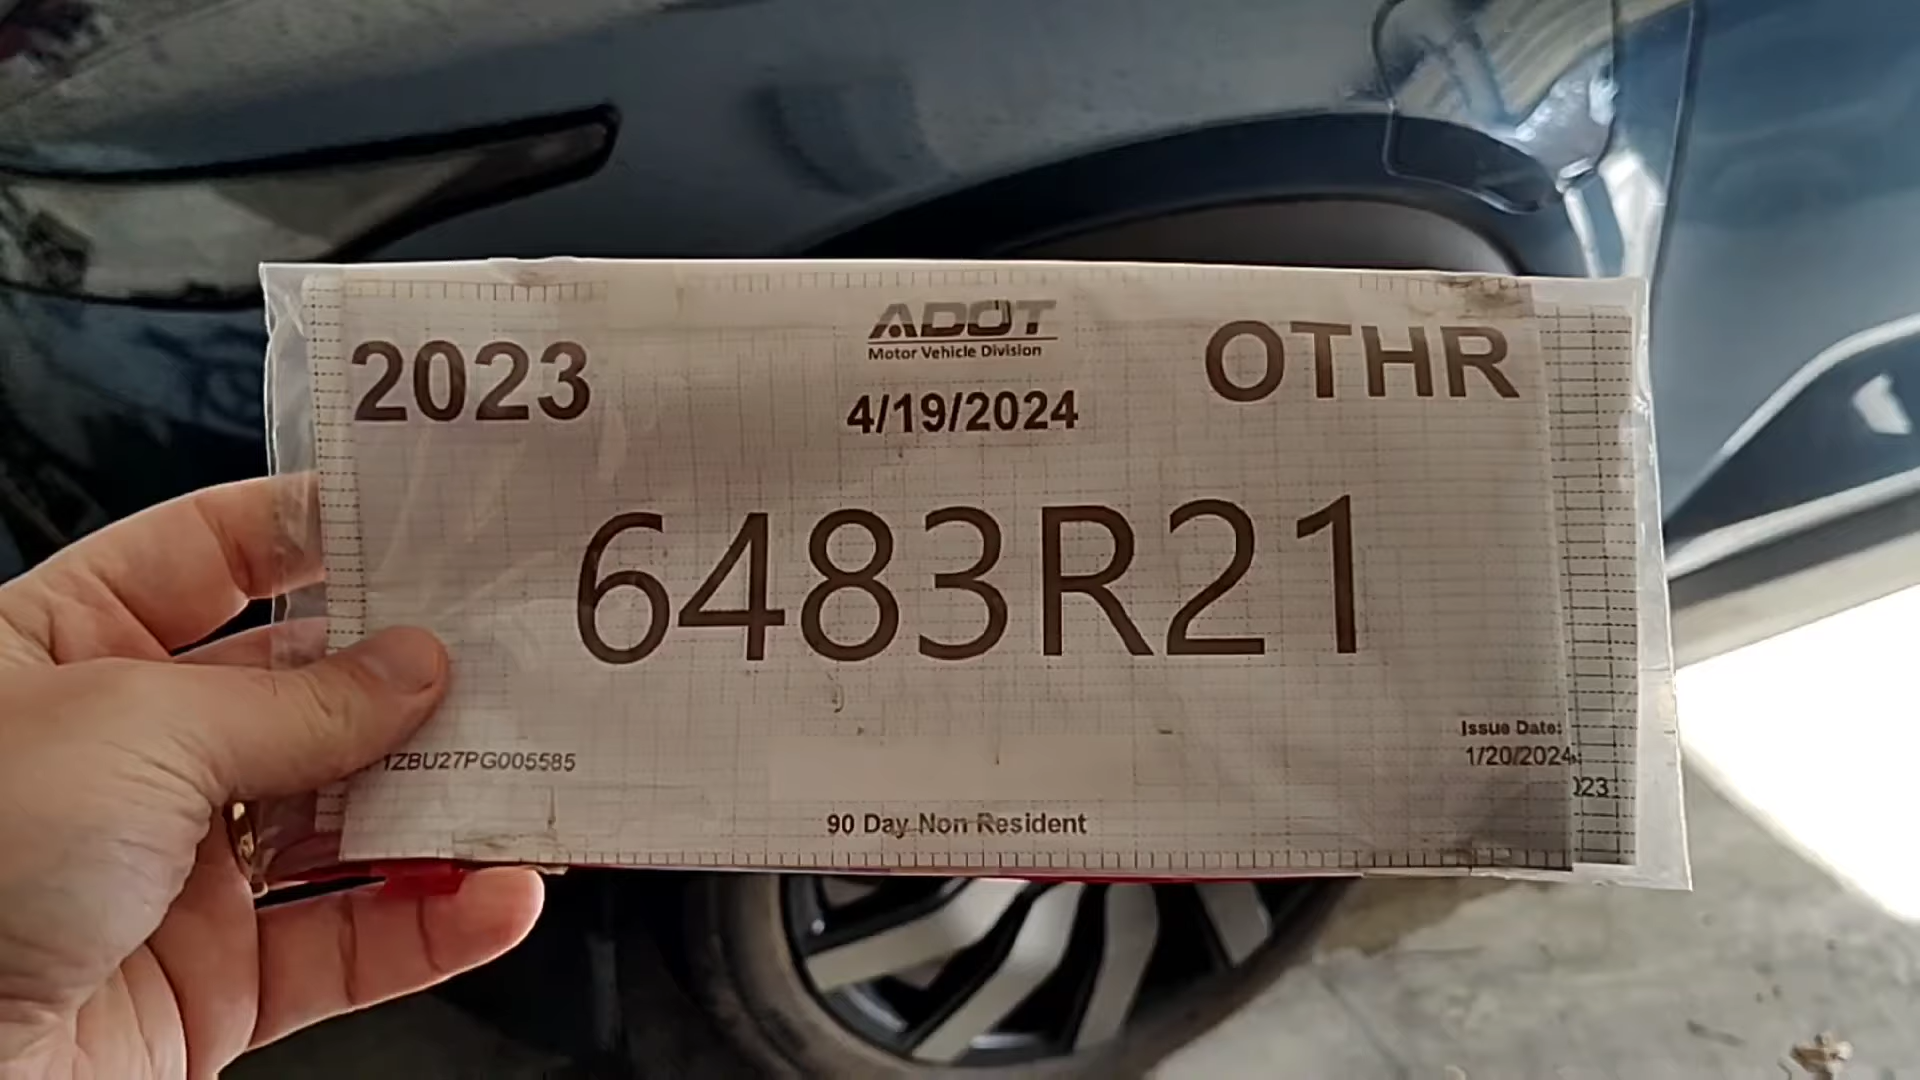 2023
ADOT
Motor Vehicle Division
OTHR
4/19/2024
6483R21
1ZBU27PG005585
Issue Date:
1/20/2024
90 Day Non Resident